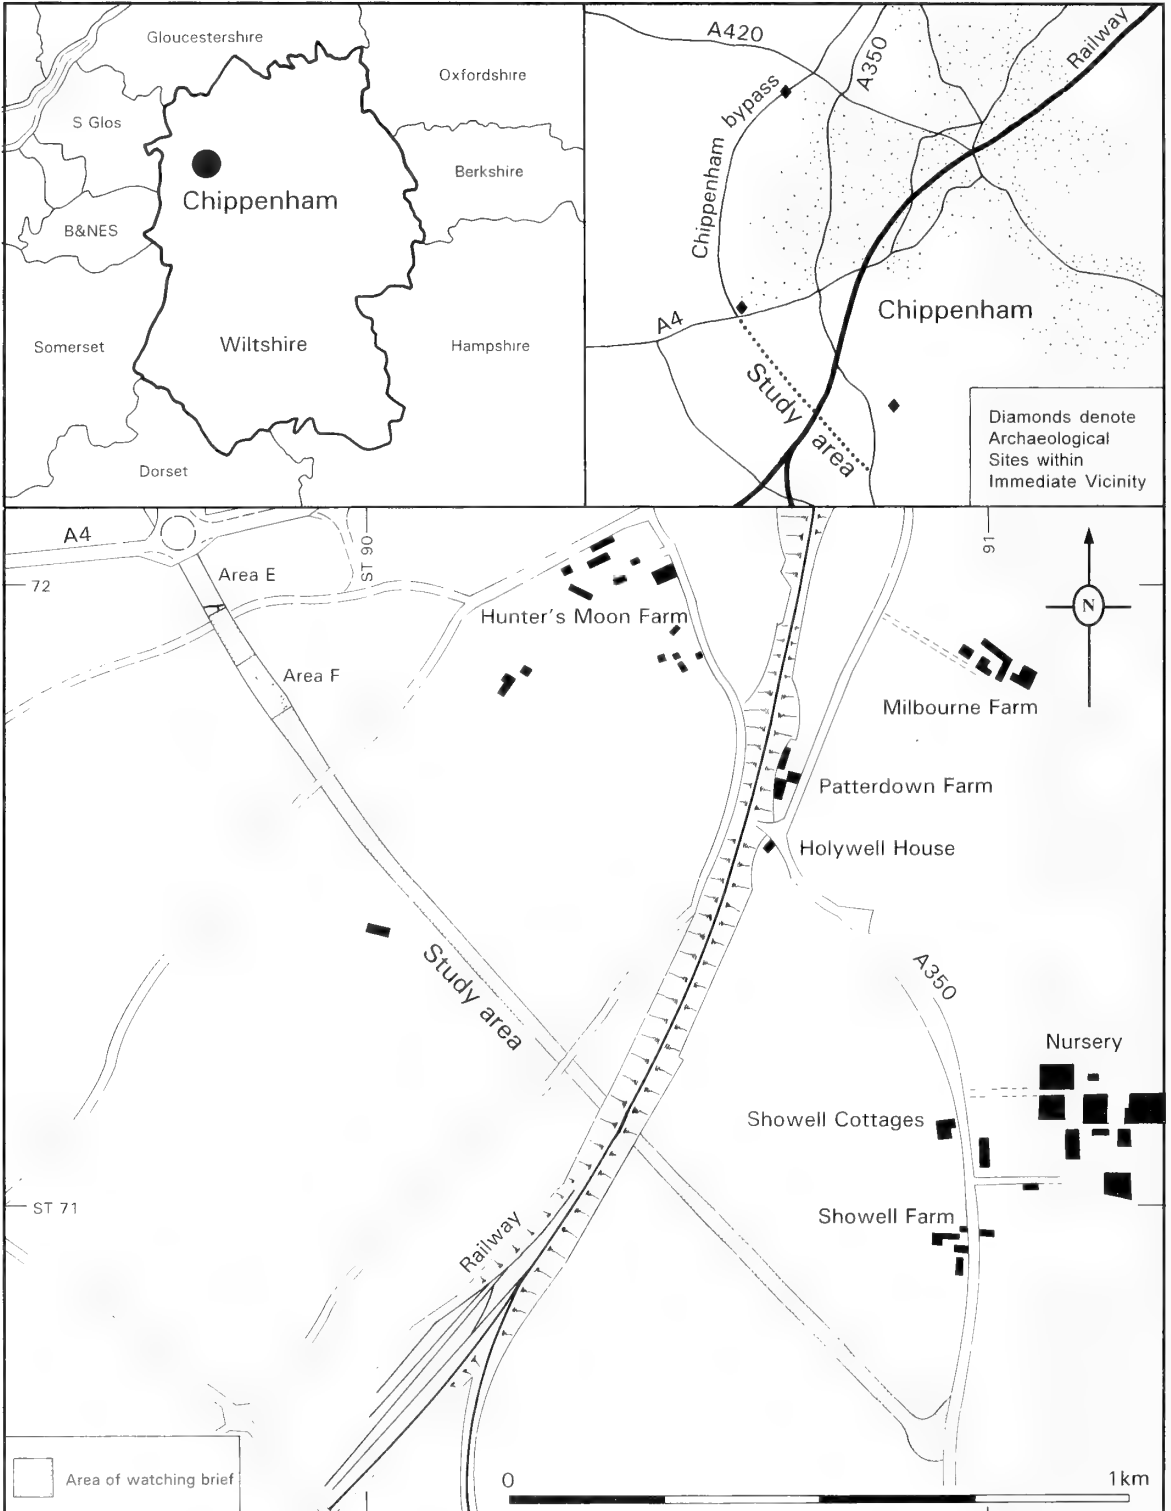 Gloucestershire
Oxfordshire
S Glos
Berkshire
Chippenham
B&NES
Somerset
Wiltshire
Hampshire
Dorset
A420
A350
Railway
Chippenham bypass
Chippenham
A4
Study area
Diamonds denote
Archaeological
Sites within
Immediate Vicinity
A4
ST 90
91
72
Area E
N
Hunter's Moon Farm
Area F
Milbourne Farm
Patterdown Farm
Holywell House
Study area
A350
Nursery
Showell Cottages
ST 71
Showell Farm
Railway
Area of watching brief
0
1km